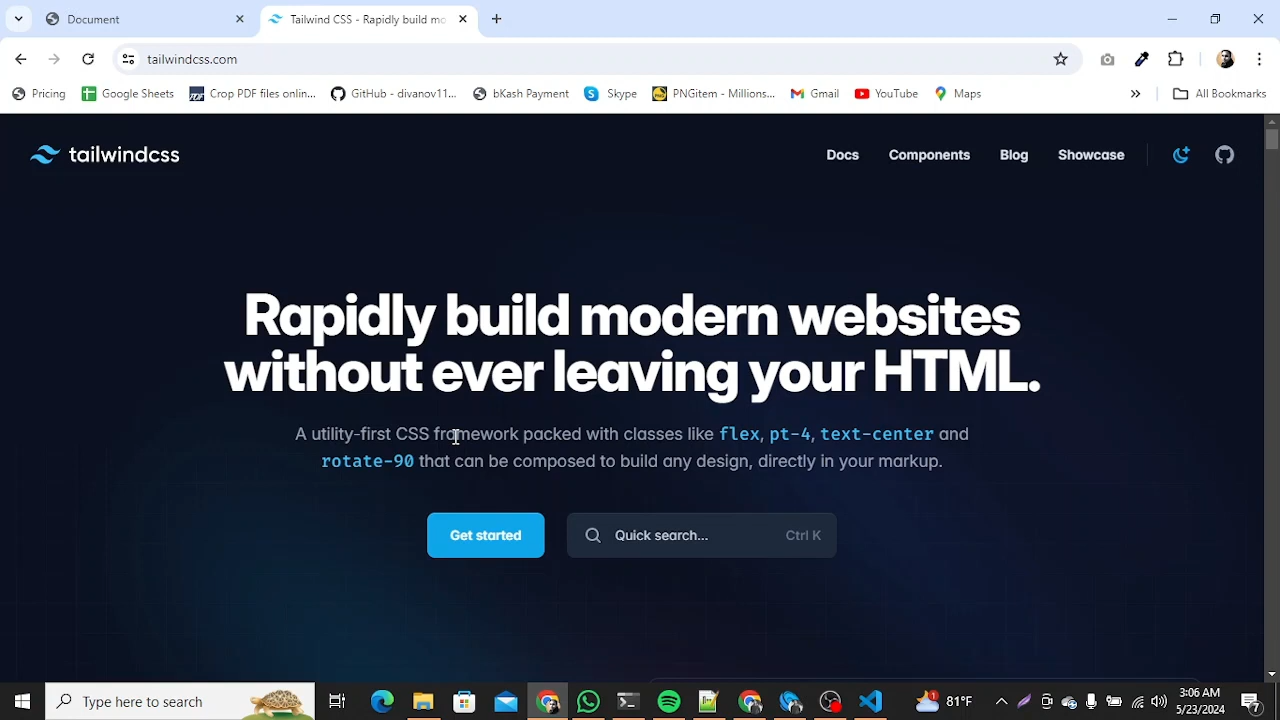 Document
Tailwind CSS - Rapidly build mo
tailwindcss.com
Pricing
Google Sheets
Crop PDF files onlin...
GitHub - divanov11...
bKash Payment
Skype
PNGitem - Millions...
Gmail
YouTube
Maps
All Bookmarks
tailwindcss
Docs
Components
Blog
Showcase
Rapidly build modern websites
without ever leaving your HTML.
A utility-first CSS framework packed with classes like flex, pt-4, text-center and
rotate-90 that can be composed to build any design, directly in your markup.
Get started
Quick search...
Ctrl K
Type here to search
1
81°F
3:06 AM
5/23/2024
7